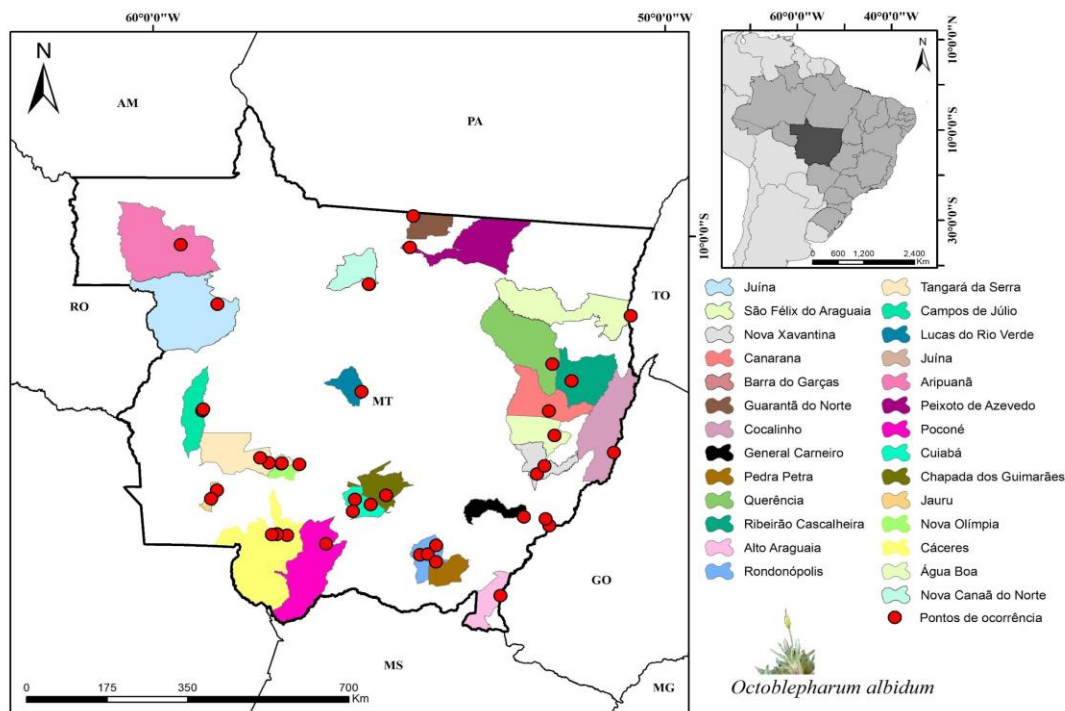 60°0'0"W
50°0'0"W
N
AM
PA
10°0'0"S
RO
TO
MT
GO
MS
MG
0 175 350 700
Km
60°0'0"W 40°0'0"W
N
10°0'0"N
10°0'0"S
30°0'0"S
0 600 1,200 2,400
Km
Juína
São Félix do Araguaia
Nova Xavantina
Canarana
Barra do Garças
Guarantã do Norte
Cocalinho
General Carneiro
Pedra Petra
Querência
Ribeirão Cascalheira
Alto Araguaia
Rondonópolis
Tangará da Serra
Campos de Júlio
Lucas do Rio Verde
Juína
Aripuanã
Peixoto de Azevedo
Poconé
Cuiabá
Chapada dos Guimarães
Jauru
Nova Olímpia
Cáceres
Água Boa
Nova Canaã do Norte
Pontos de ocorrência
Octoblepharum albidum